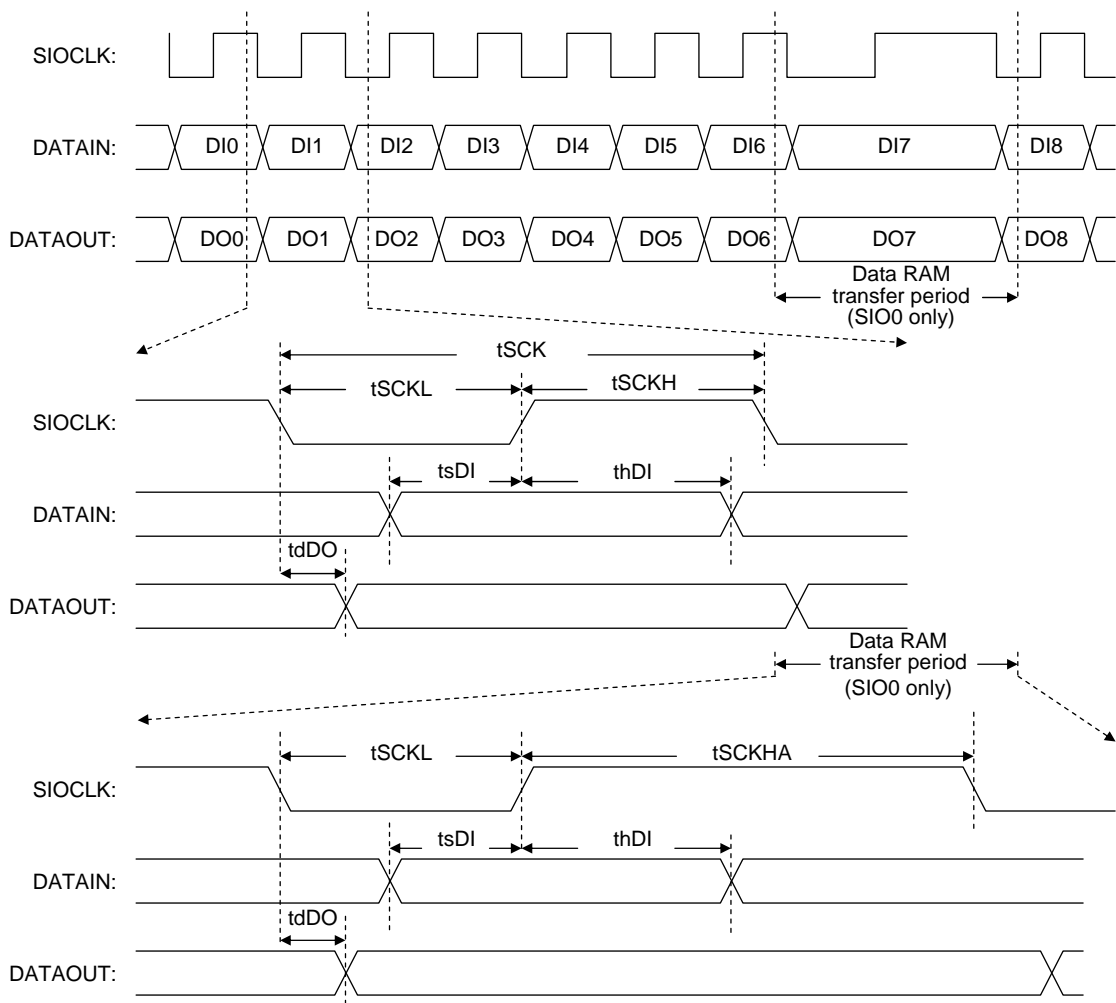 SIOCLK:
DATAIN:
DI0 DI1 DI2 DI3 DI4 DI5 DI6 DI7 DI8
DATAOUT:
DO0 DO1 DO2 DO3 DO4 DO5 DO6 DO7 DO8
Data RAM
transfer period
(SIO0 only)
tSCK
tSCKL tSCKH
SIOCLK:
tsDI thDI
DATAIN:
tdDO
DATAOUT:
Data RAM
transfer period
(SIO0 only)
tSCKL tSCKHA
SIOCLK:
tsDI thDI
DATAIN:
tdDO
DATAOUT: